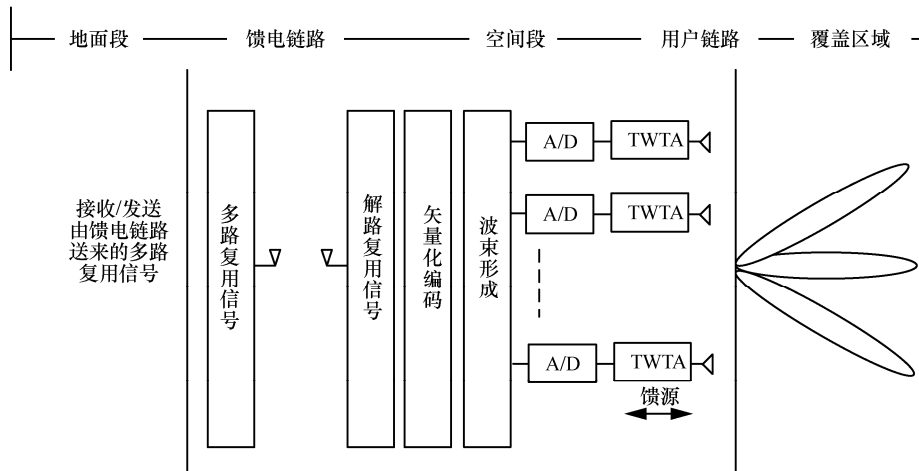 地面段
馈电链路
空间段
用户链路
覆盖区域
接收/发送
由馈电链路
送来的多路
复用信号
多路复用信号
解路复用信号
矢量化编码
波束形成
A/D
TWTA
A/D
TWTA
A/D
TWTA
馈源